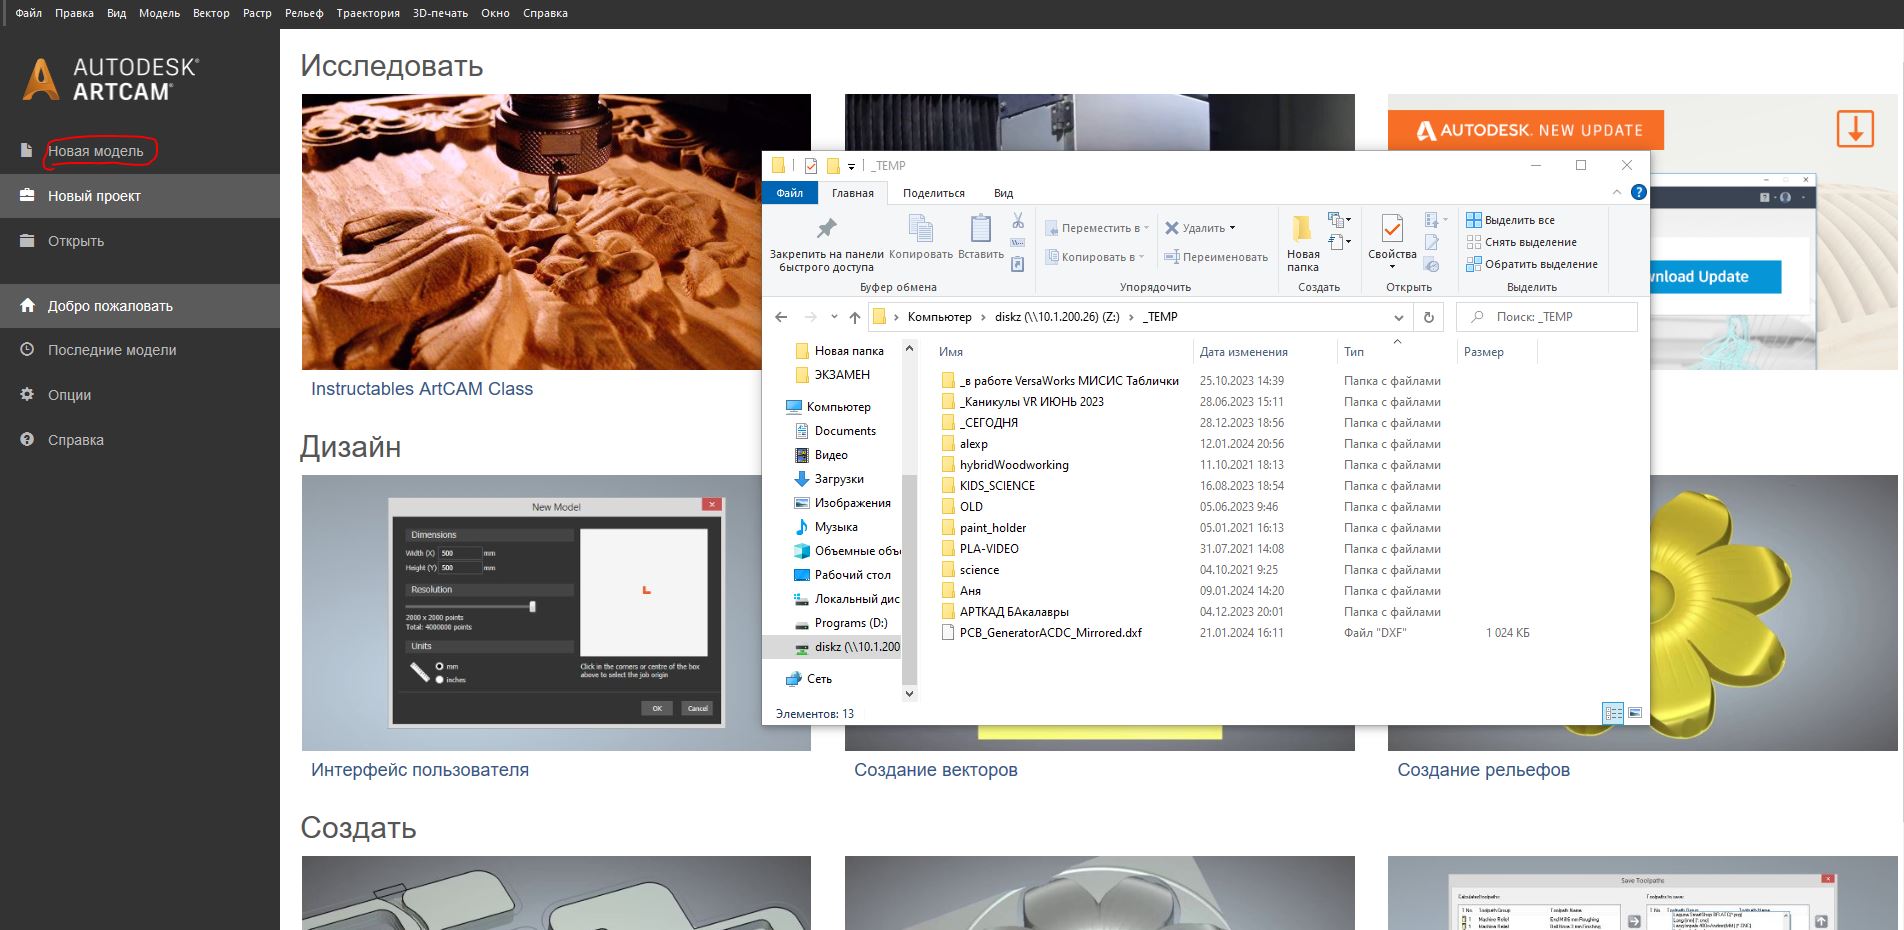 Файл Правка Вид Модель Вектор Растр Рельеф Траектория 3D-печать Окно Справка
AUTODESK®
ARTCAM®
Новая модель
Новый проект
Открыть
Добро пожаловать
Последние модели
Опции
Справка
Исследовать
Instructables ArtCAM Class
AUTODESK. NEW UPDATE
wnload Update
Дизайн
New Model
Dimensions
Width (X) 500 mm
Height (Y) 500 mm
Resolution
2000 x 2000 points
Total: 4000000 points
Units
mm
inches
Click in the corners or centre of the box
above to select the job origin
OK Cancel
Интерфейс пользователя
Создание векторов
Создание рельефов
Создать
Save Toolpaths
_TEMP
Файл Главная Поделиться Вид
Закрепить на панели
быстрого доступа
Копировать
Вставить
Буфер обмена
Переместить в
Копировать в
Удалить
Переименовать
Упорядочить
Новая
папка
Создать
Свойства
Открыть
Выделить все
Снять выделение
Обратить выделение
Выделить
Компьютер › diskz (\\10.1.200.26) (Z:) › _TEMP
Поиск: _TEMP
Новая папка
ЭКЗАМЕН
Компьютер
Documents
Видео
Загрузки
Изображения
Музыка
Объемные объ
Рабочий стол
Локальный дис
Programs (D:)
diskz (\\10.1.200
Сеть
Имя Дата изменения Тип Размер
_в работе VersaWorks МИСИС Таблички 25.10.2023 14:39 Папка с файлами
_Каникулы VR ИЮНЬ 2023 28.06.2023 15:11 Папка с файлами
_СЕГОДНЯ 28.12.2023 18:56 Папка с файлами
alexp 12.01.2024 20:56 Папка с файлами
hybridWoodworking 11.10.2021 18:13 Папка с файлами
KIDS_SCIENCE 16.08.2023 18:54 Папка с файлами
OLD 05.06.2023 9:46 Папка с файлами
paint_holder 05.01.2021 16:13 Папка с файлами
PLA-VIDEO 31.07.2021 14:08 Папка с файлами
science 04.10.2021 9:25 Папка с файлами
Аня 09.01.2024 14:20 Папка с файлами
АРТКАД БАкалавры 04.12.2023 20:01 Папка с файлами
PCB_GeneratorACDC_Mirrored.dxf 21.01.2024 16:11 Файл "DXF" 1 024 КБ
Элементов: 13